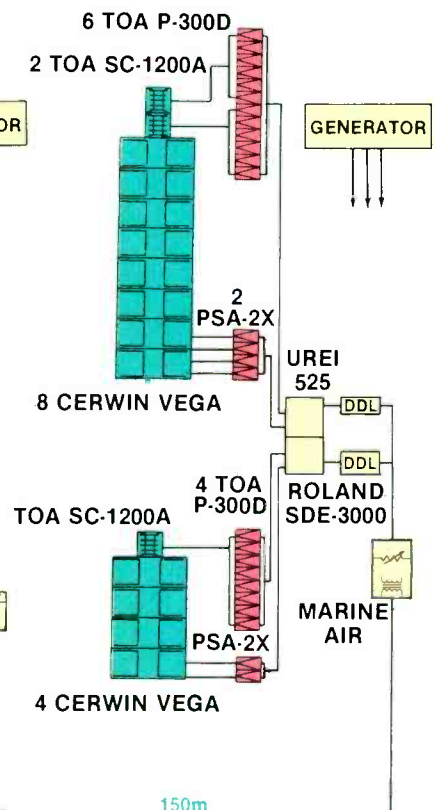 6 TOA P-300D
2 TOA SC-1200A
OR
GENERATOR
2
PSA-2X
UREI
525
DDL
8 CERWIN VEGA
DDL
4 TOA
P-300D
ROLAND
SDE-3000
TOA SC-1200A
MARINE
AIR
PSA-2X
4 CERWIN VEGA
150m